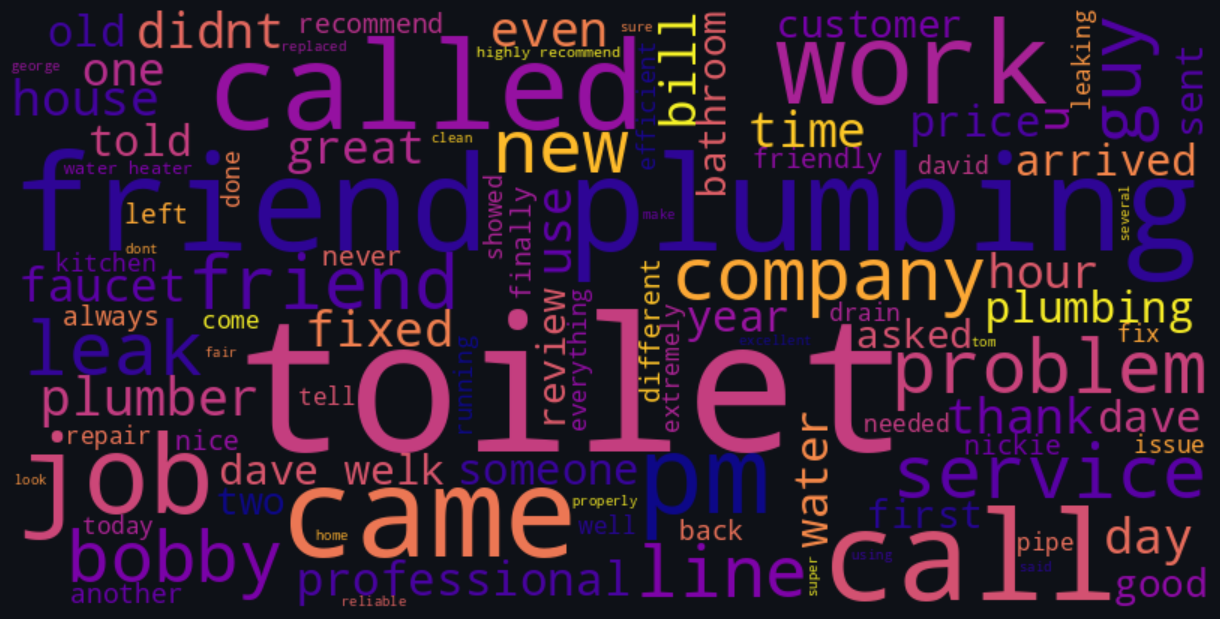 old
didnt
recommend
even
sure
bill
bathroom
customer
work
leaking
guy
sent
replaced
highly recommend
george
one
called
efficient
house
told
great
clean
new
time
price
u
friendly
david
arrived
water heater
done
friend plumbing
left
showed
finally
use
make
several
dont
kitchen
never
faucet
friend
company
hour
different
plumbing
always
come
fixed
review
everything
extremely
year
drain
excellent
asked
tom
fix
leak
fair
toilet
running
problem
plumber
tell
needed
thank
dave
repair
nice
nickie
issue
job
look
dave welk
someone
pm
water
service
two
came
properly
first
today
home
well
back
call
pipe
day
bobby
using
said
professional
line
super
good
another
reliable